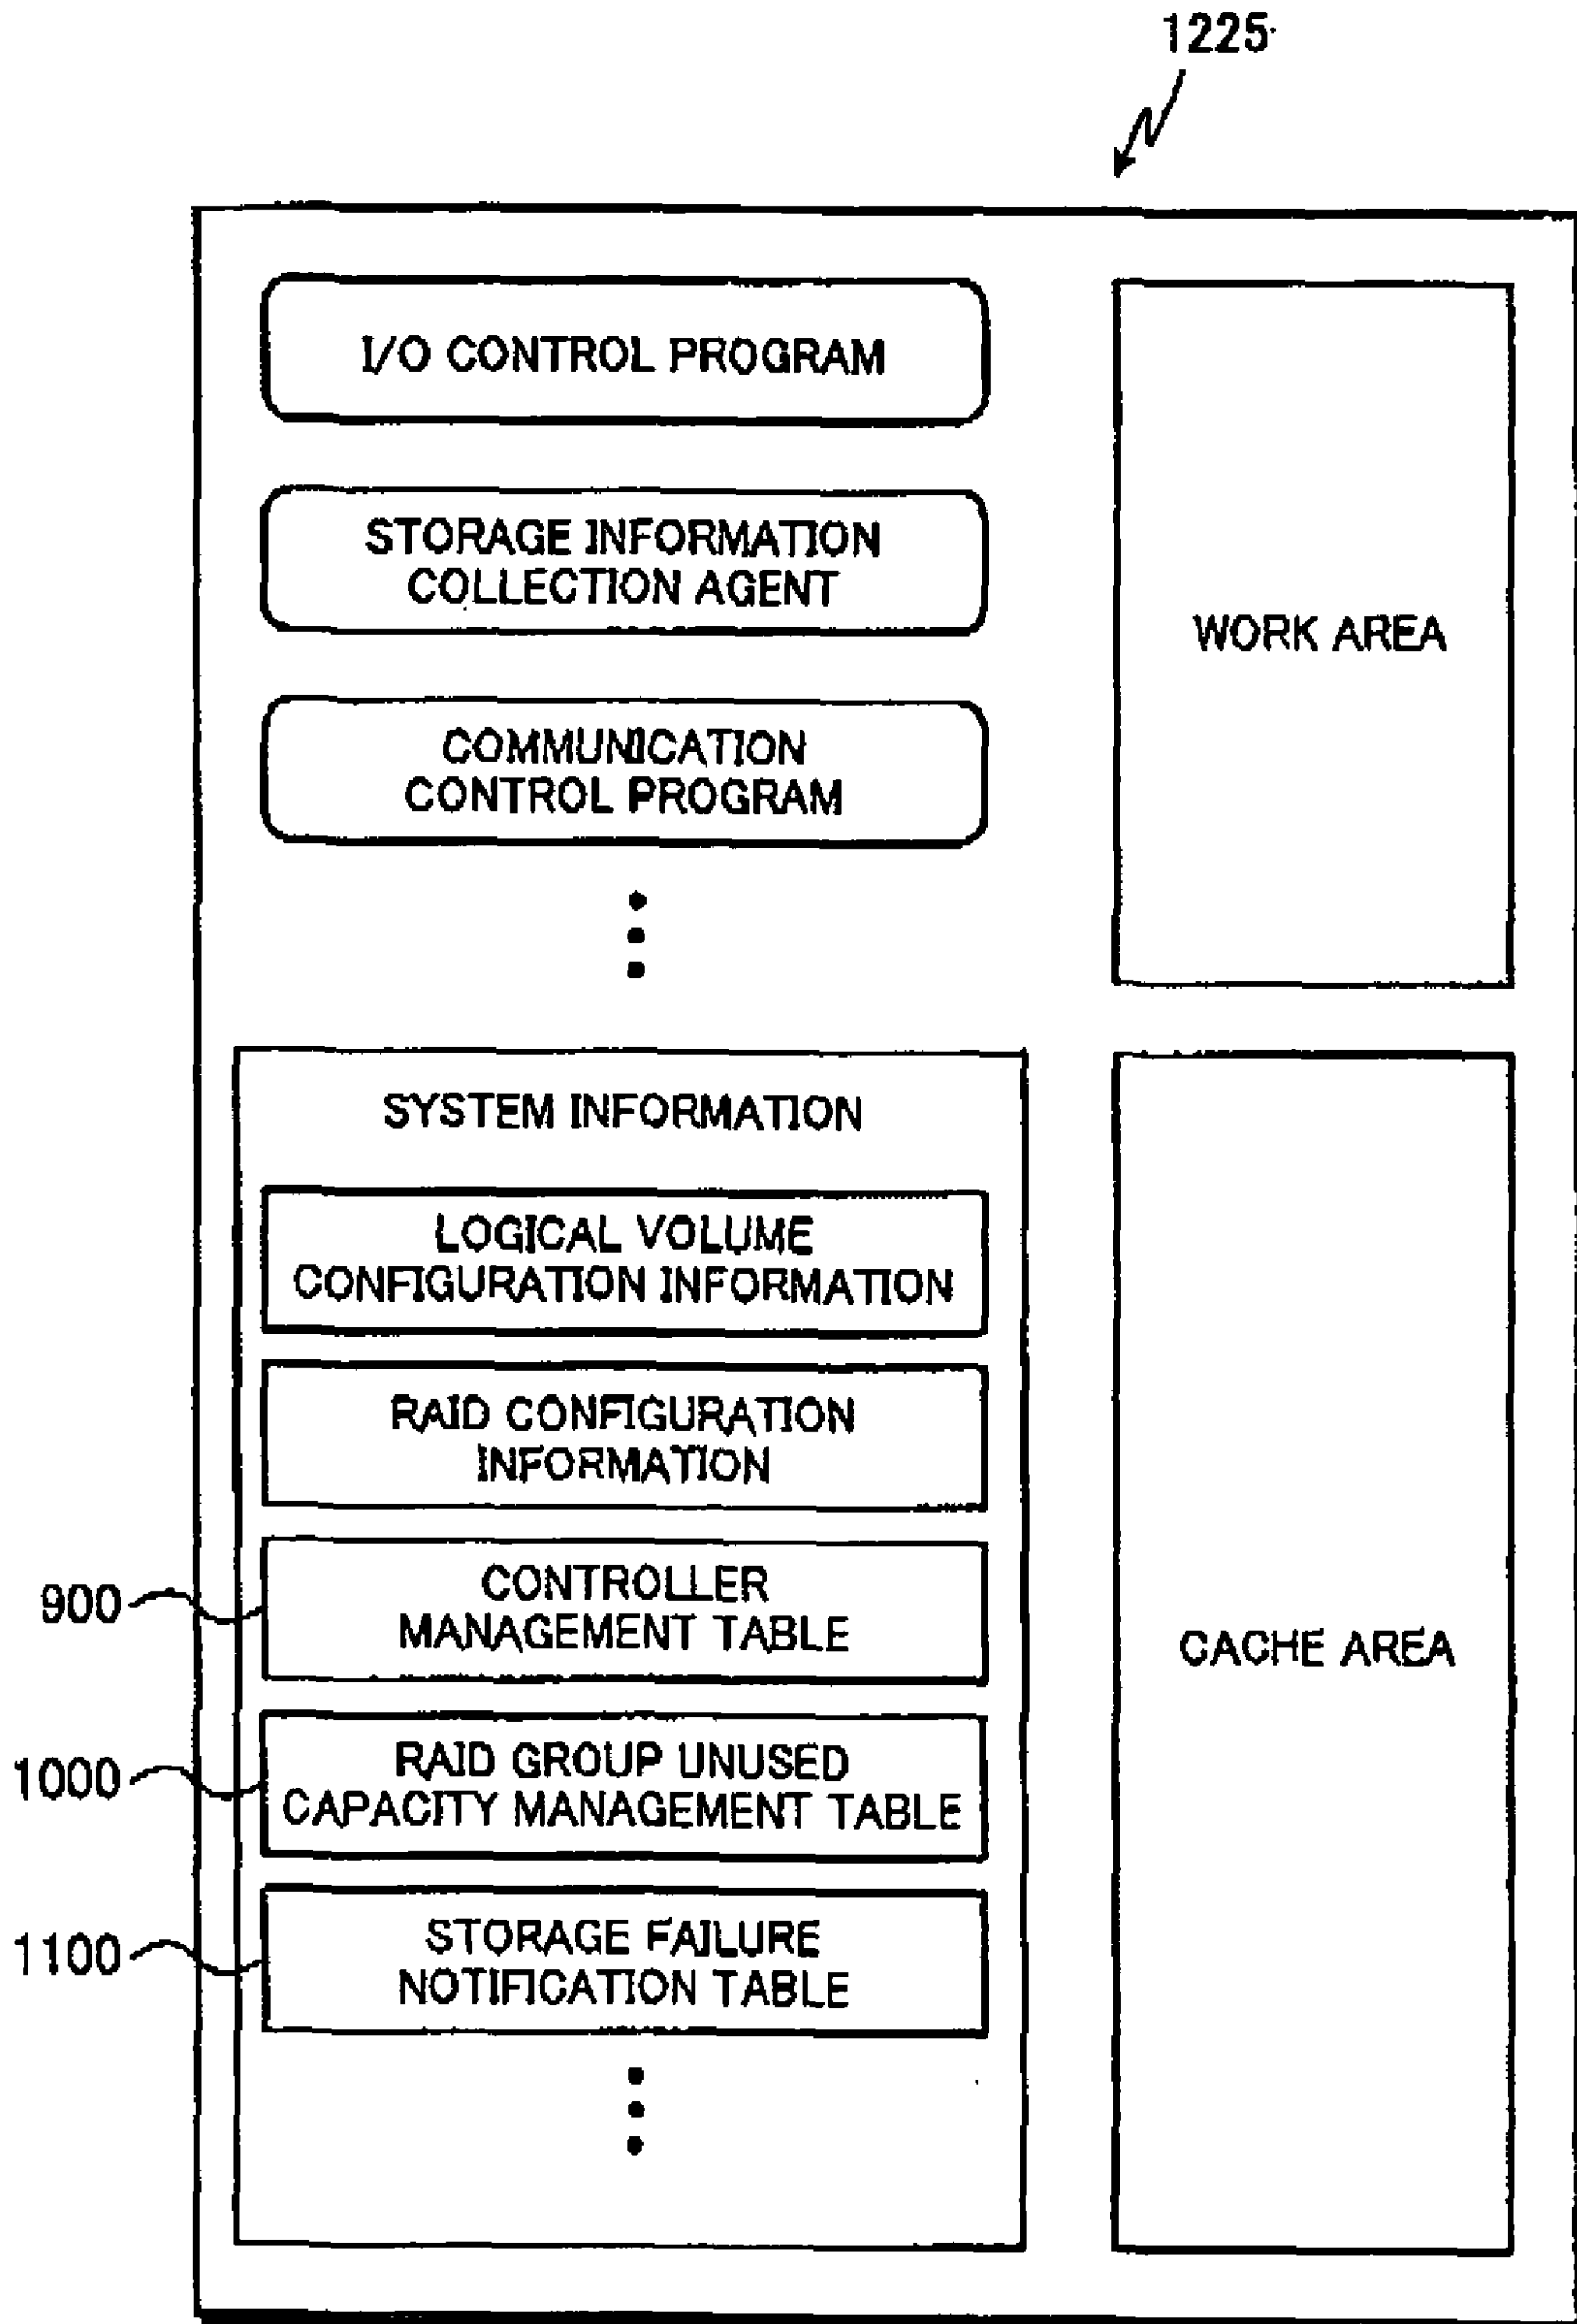 1225
I/O CONTROL PROGRAM
STORAGE INFORMATION
COLLECTION AGENT
COMMUNICATION
CONTROL PROGRAM
WORK AREA
SYSTEM INFORMATION
LOGICAL VOLUME
CONFIGURATION INFORMATION
RAID CONFIGURATION
INFORMATION
900
CONTROLLER
MANAGEMENT TABLE
1000
RAID GROUP UNUSED
CAPACITY MANAGEMENT TABLE
1100
STORAGE FAILURE
NOTIFICATION TABLE
CACHE AREA